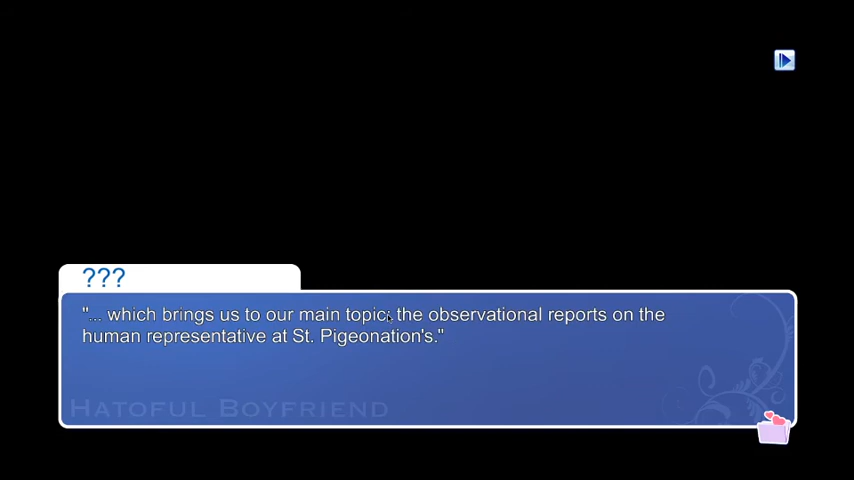 ???
"... which brings us to our main topic, the observational reports on the
human representative at St. Pigeonation's."
HATOFUL BOYFRIEND